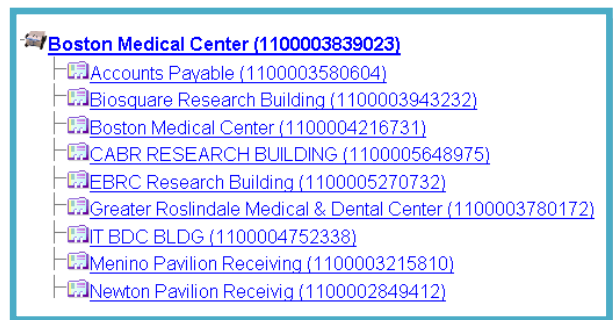 Boston Medical Center (1100003839023)
Accounts Payable (1100003580604)
Biosquare Research Building (1100003943232)
Boston Medical Center (1100004216731)
CABR RESEARCH BUILDING (1100005648975)
EBRC Research Building (1100005270732)
Greater Roslindale Medical & Dental Center (1100003780172)
IT BDC BLDG (1100004752338)
Menino Pavilion Receiving (1100003215810)
Newton Pavilion Receivig (1100002849412)